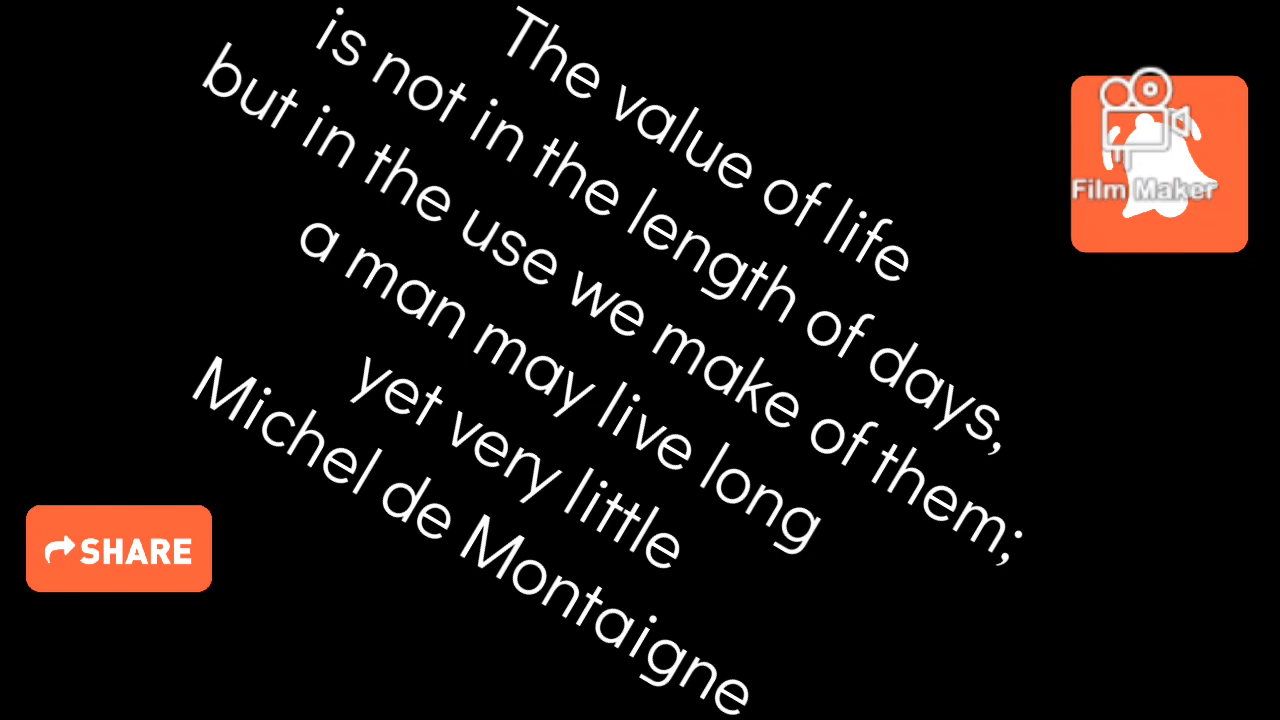 The value of life
is not in the length of days,
but in the use we make of them;
a man may live long
yet very little
Michel de Montaigne
Film Maker
SHARE